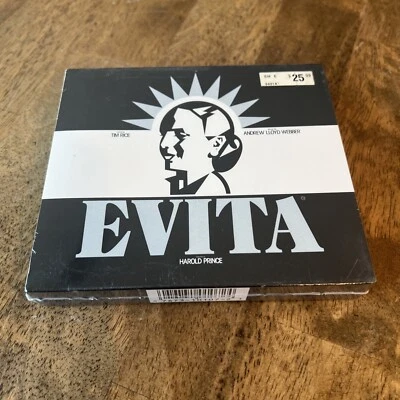 $25
TIM RICE
ANDREW LLOYD WEBBER
EVITA®
HAROLD PRINCE